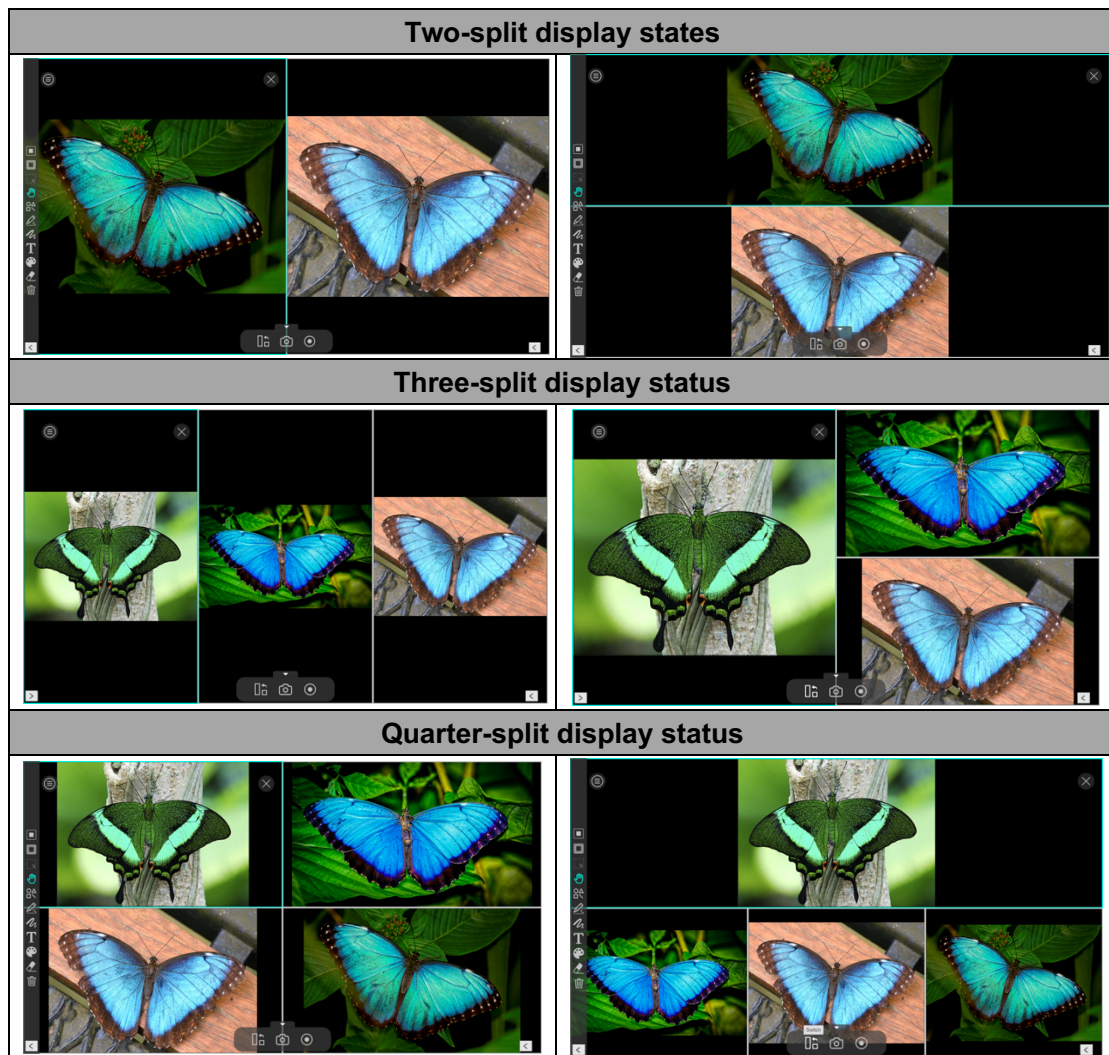 Two-split display states
T
Three-split display status
Quarter-split display status
T
T
Switch